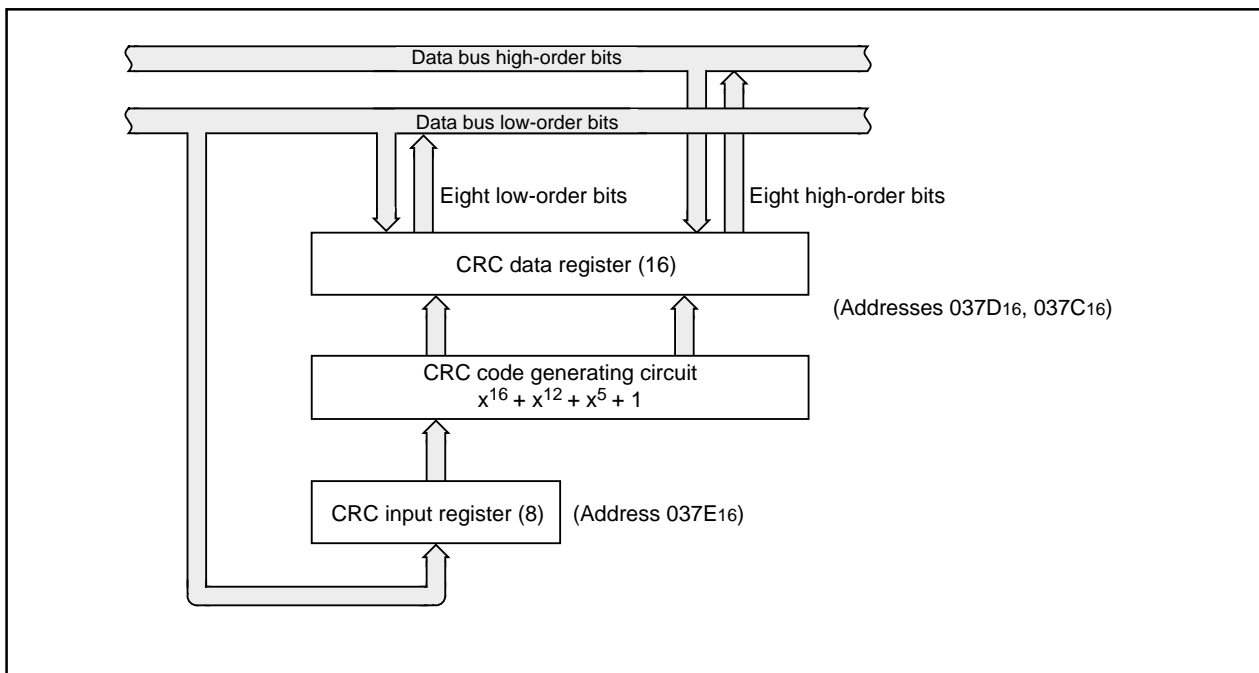 Data bus high-order bits
Data bus low-order bits
Eight low-order bits
Eight high-order bits
CRC data register (16)
(Addresses 037D16, 037C16)
CRC code generating circuit
x16 + x12 + x5 + 1
CRC input register (8)
(Address 037E16)